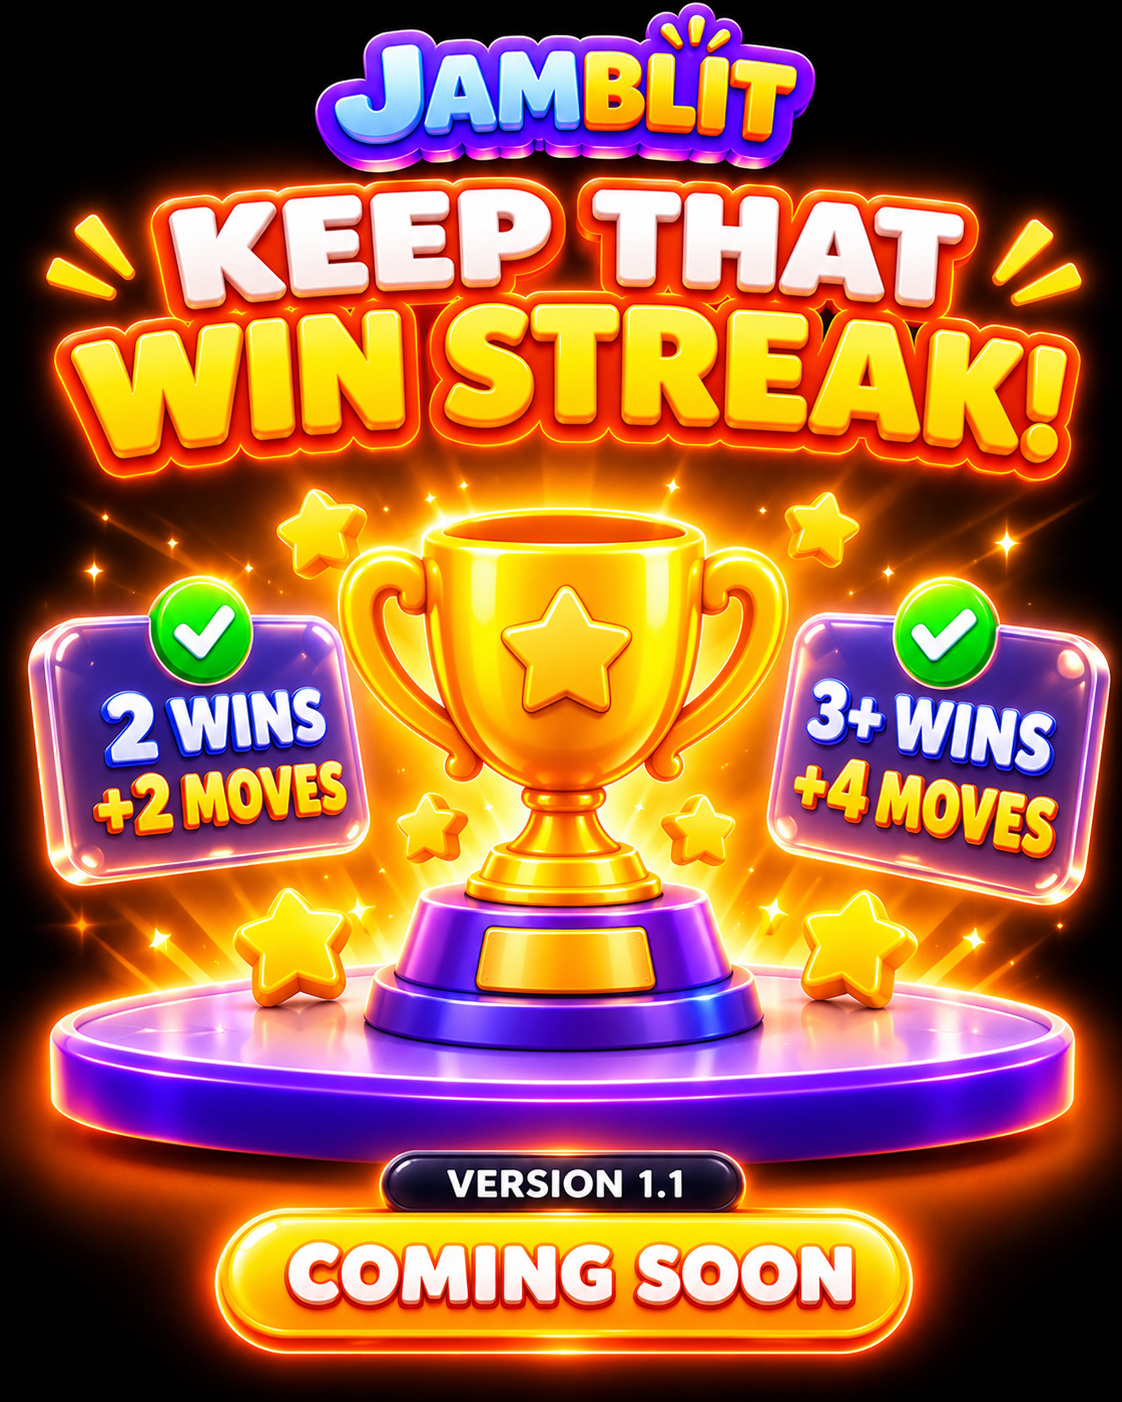 JAMBLIT
KEEP THAT
WIN STREAK!
2 WINS
+2 MOVES
3+ WINS
+4 MOVES
VERSION 1.1
COMING SOON